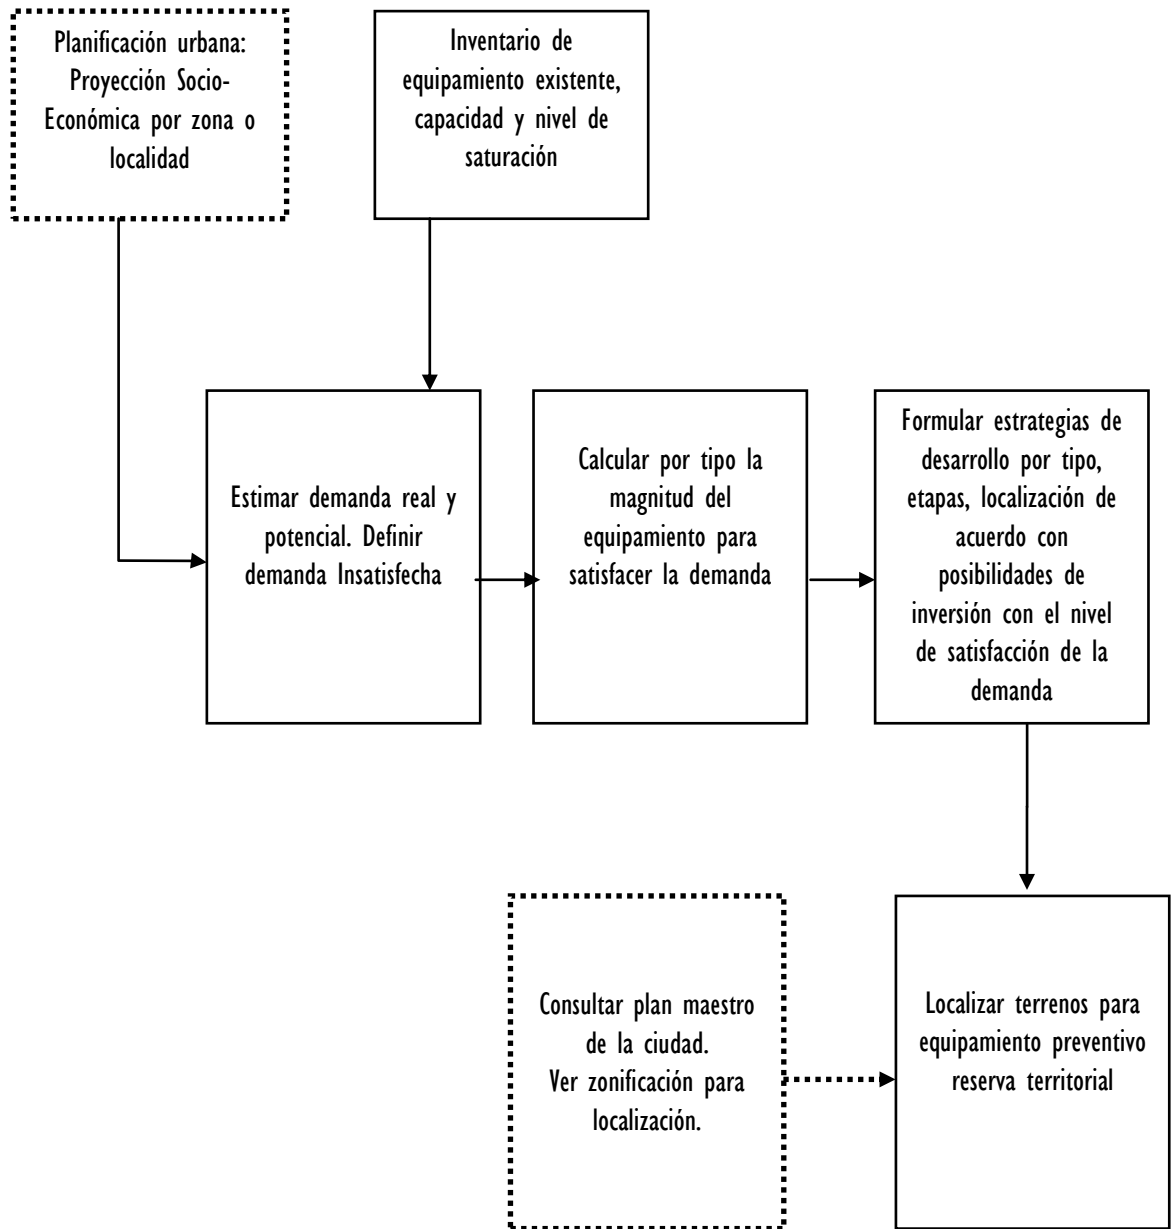 Planificación urbana:
Proyección Socio-
Económica por zona o
localidad
Inventario de
equipamiento existente,
capacidad y nivel de
saturación
Estimar demanda real y
potencial. Definir
demanda Insatisfecha
Calcular por tipo la
magnitud del
equipamiento para
satisfacer la demanda
Formular estrategias de
desarrollo por tipo,
etapas, localización de
acuerdo con
posibilidades de
inversión con el nivel
de satisfacción de la
demanda
Consultar plan maestro
de la ciudad.
Ver zonificación para
localización.
Localizar terrenos para
equipamiento preventivo
reserva territorial